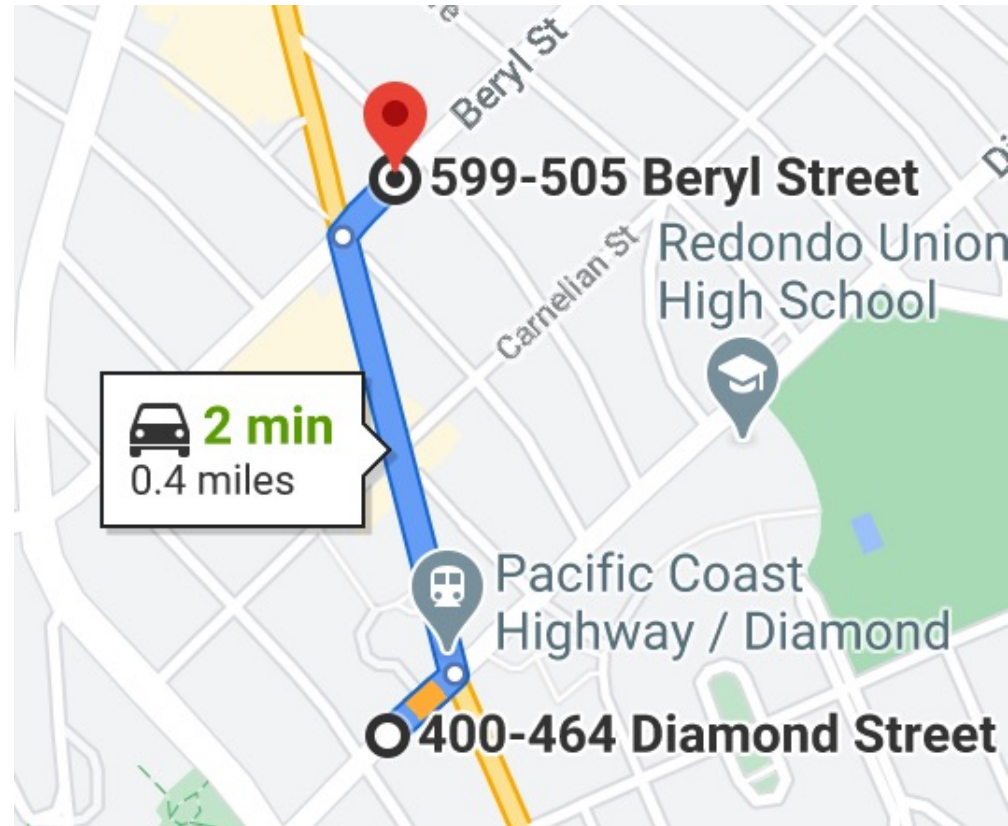 Beryl St
599-505 Beryl Street
Carnelian St
Redondo Union
High School
2 min
0.4 miles
Pacific Coast
Highway / Diamond
400-464 Diamond Street